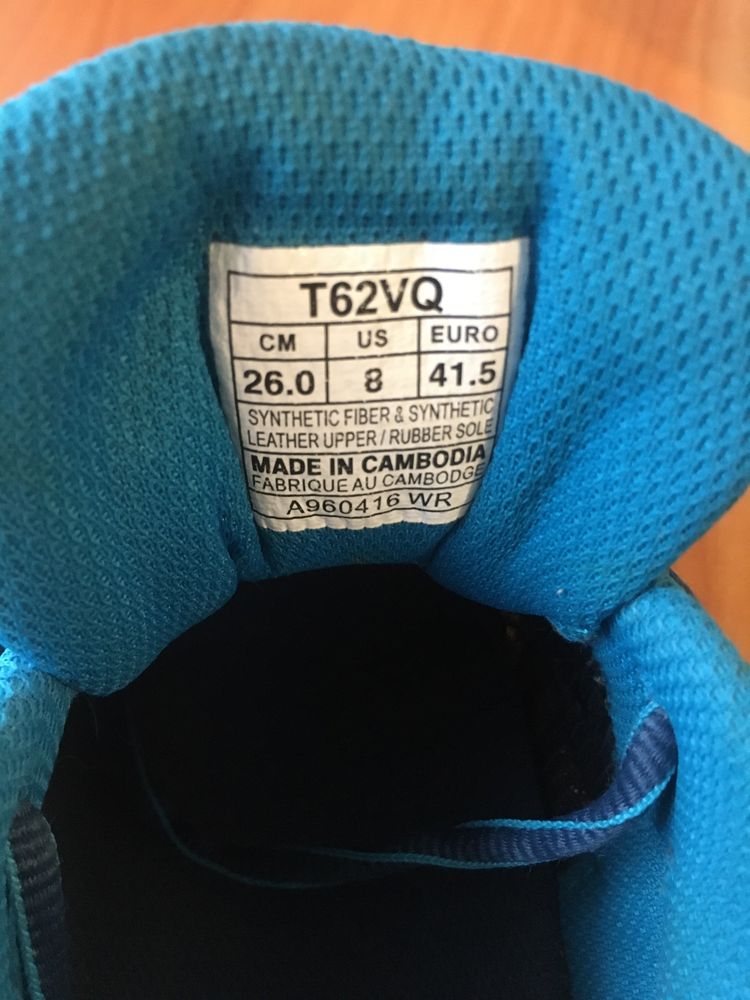 T62VQ
CM US EURO
26.0 8 41.5
SYNTHETIC FIBER & SYNTHETIC
LEATHER UPPER / RUBBER SOLE
MADE IN CAMBODIA
FABRIQUE AU CAMBODGE
A960416 WR